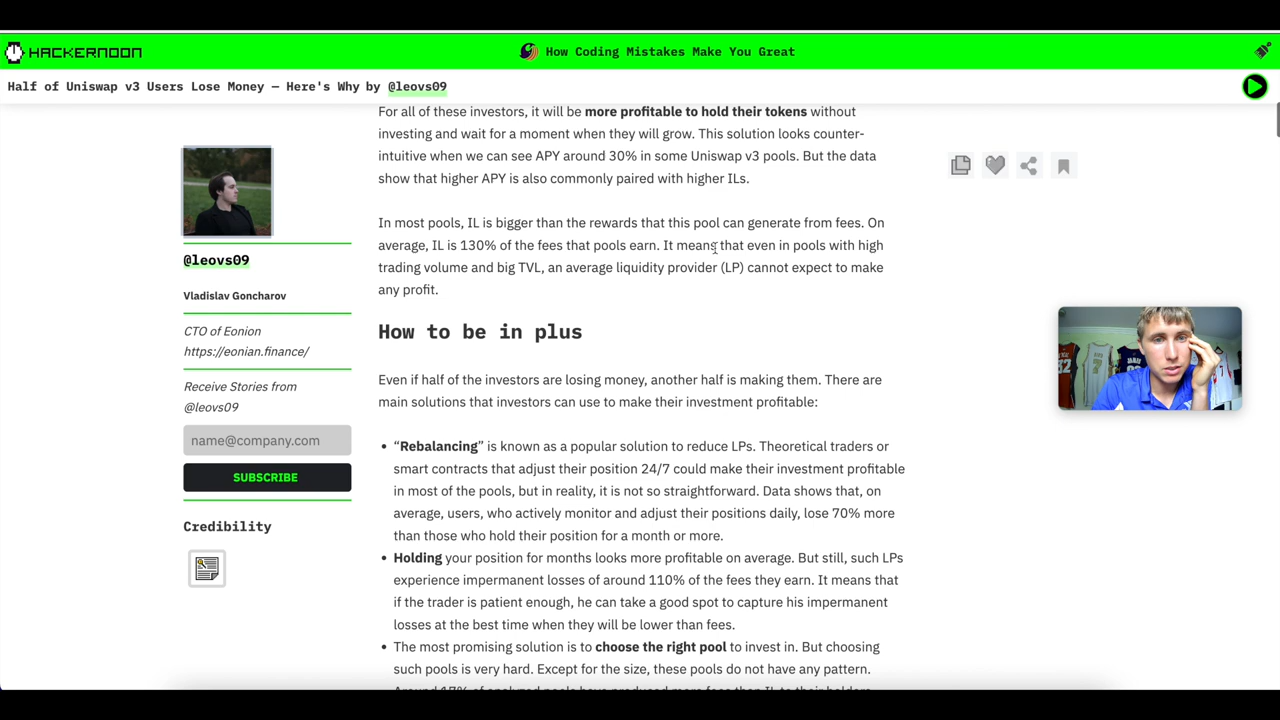 HACKERNOON
How Coding Mistakes Make You Great
Half of Uniswap v3 Users Lose Money — Here's Why by @leovs09
For all of these investors, it will be more profitable to hold their tokens without
investing and wait for a moment when they will grow. This solution looks counter-
intuitive when we can see APY around 30% in some Uniswap v3 pools. But the data
show that higher APY is also commonly paired with higher ILs.
In most pools, IL is bigger than the rewards that this pool can generate from fees. On
average, IL is 130% of the fees that pools earn. It means that even in pools with high
trading volume and big TVL, an average liquidity provider (LP) cannot expect to make
any profit.
@leovs09
Vladislav Goncharov
CTO of Eonion
https://eonian.finance/
Receive Stories from
@leovs09
name@company.com
SUBSCRIBE
Credibility
How to be in plus
Even if half of the investors are losing money, another half is making them. There are
main solutions that investors can use to make their investment profitable:
• “Rebalancing” is known as a popular solution to reduce LPs. Theoretical traders or
smart contracts that adjust their position 24/7 could make their investment profitable
in most of the pools, but in reality, it is not so straightforward. Data shows that, on
average, users, who actively monitor and adjust their positions daily, lose 70% more
than those who hold their position for a month or more.
• Holding your position for months looks more profitable on average. But still, such LPs
experience impermanent losses of around 110% of the fees they earn. It means that
if the trader is patient enough, he can take a good spot to capture his impermanent
losses at the best time when they will be lower than fees.
• The most promising solution is to choose the right pool to invest in. But choosing
such pools is very hard. Except for the size, these pools do not have any pattern.
Around 17% of analyzed pools have produced more fees than IL to their holders